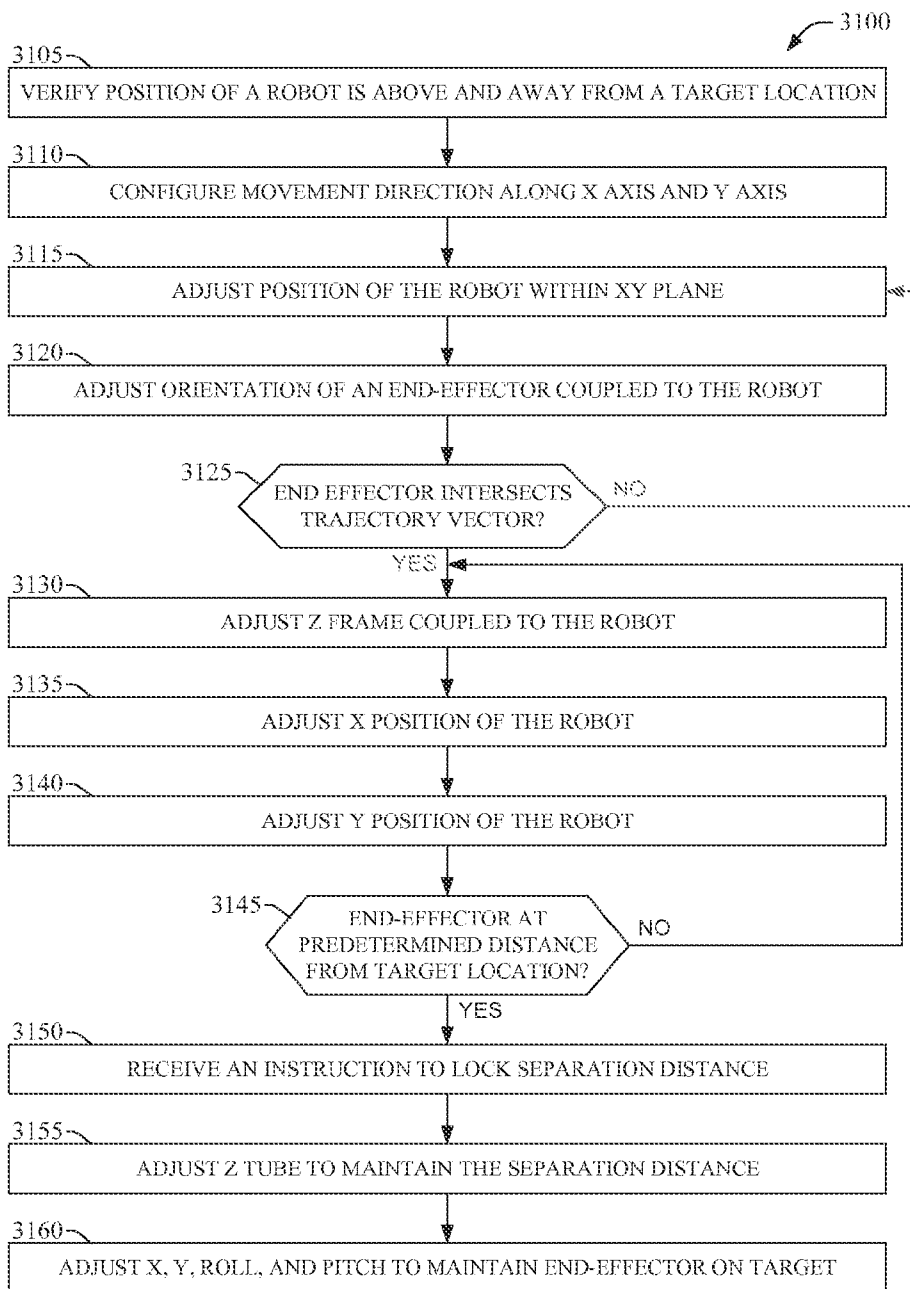 3100
3105
VERIFY POSITION OF A ROBOT IS ABOVE AND AWAY FROM A TARGET LOCATION
3110
CONFIGURE MOVEMENT DIRECTION ALONG X AXIS AND Y AXIS
3115
ADJUST POSITION OF THE ROBOT WITHIN XY PLANE
3120
ADJUST ORIENTATION OF AN END-EFFECTOR COUPLED TO THE ROBOT
3125
END EFFECTOR INTERSECTS
TRAJECTORY VECTOR?
NO
YES
3130
ADJUST Z FRAME COUPLED TO THE ROBOT
3135
ADJUST X POSITION OF THE ROBOT
3140
ADJUST Y POSITION OF THE ROBOT
3145
END-EFFECTOR AT
PREDETERMINED DISTANCE
FROM TARGET LOCATION?
NO
YES
3150
RECEIVE AN INSTRUCTION TO LOCK SEPARATION DISTANCE
3155
ADJUST Z TUBE TO MAINTAIN THE SEPARATION DISTANCE
3160
ADJUST X, Y, ROLL, AND PITCH TO MAINTAIN END-EFFECTOR ON TARGET